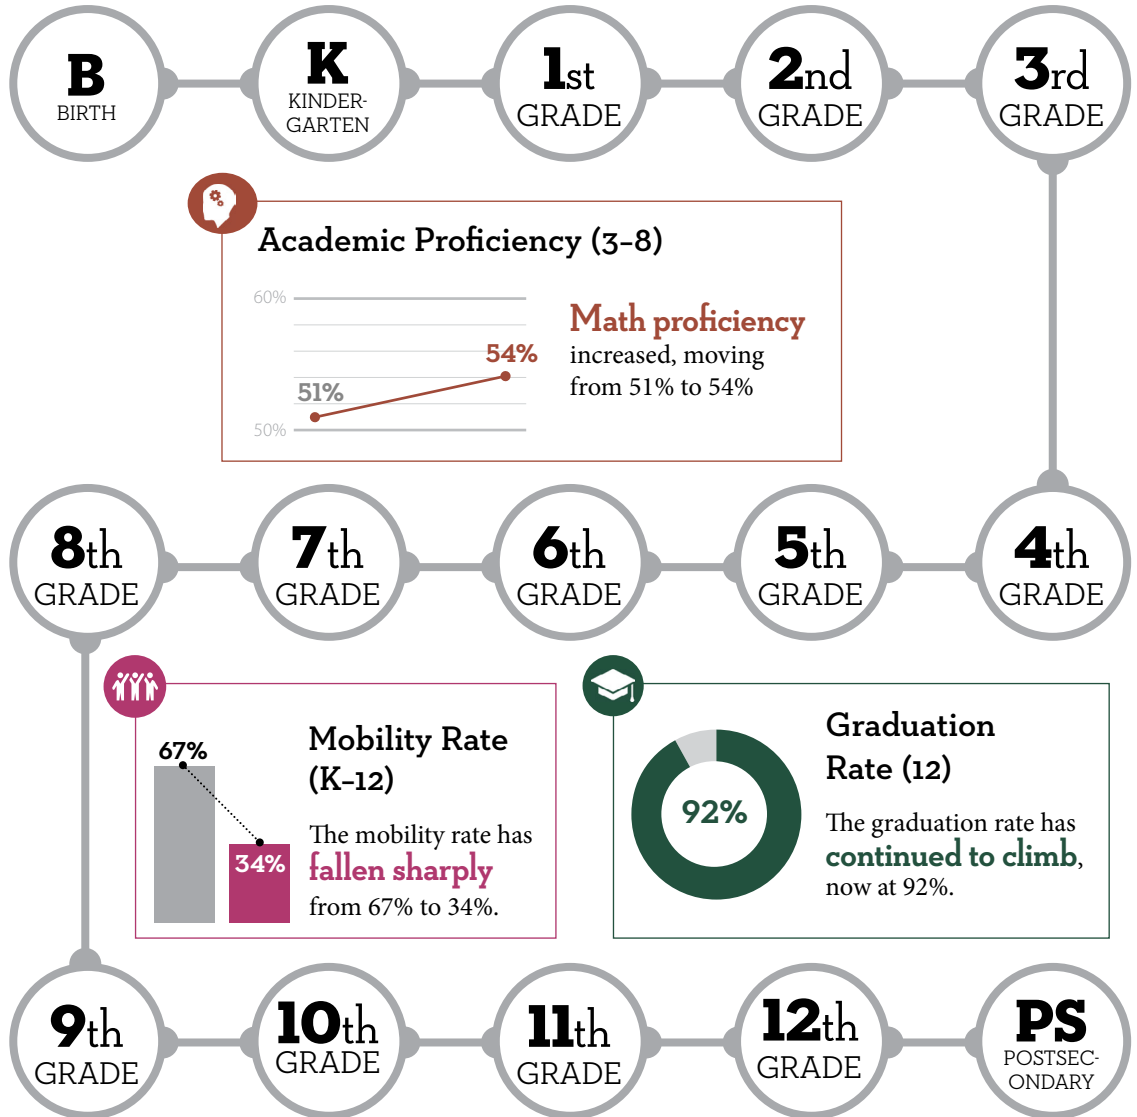 B
BIRTH
K
KINDER-
GARTEN
1st
GRADE
2nd
GRADE
3rd
GRADE
Academic Proficiency (3–8)
60%
54%
51%
50%
Math proficiency
increased, moving
from 51% to 54%
8th
GRADE
7th
GRADE
6th
GRADE
5th
GRADE
4th
GRADE
67%
34%
Mobility Rate
(K–12)
The mobility rate has
fallen sharply
from 67% to 34%.
92%
Graduation
Rate (12)
The graduation rate has
continued to climb,
now at 92%.
9th
GRADE
10th
GRADE
11th
GRADE
12th
GRADE
PS
POSTSEC-
ONDARY